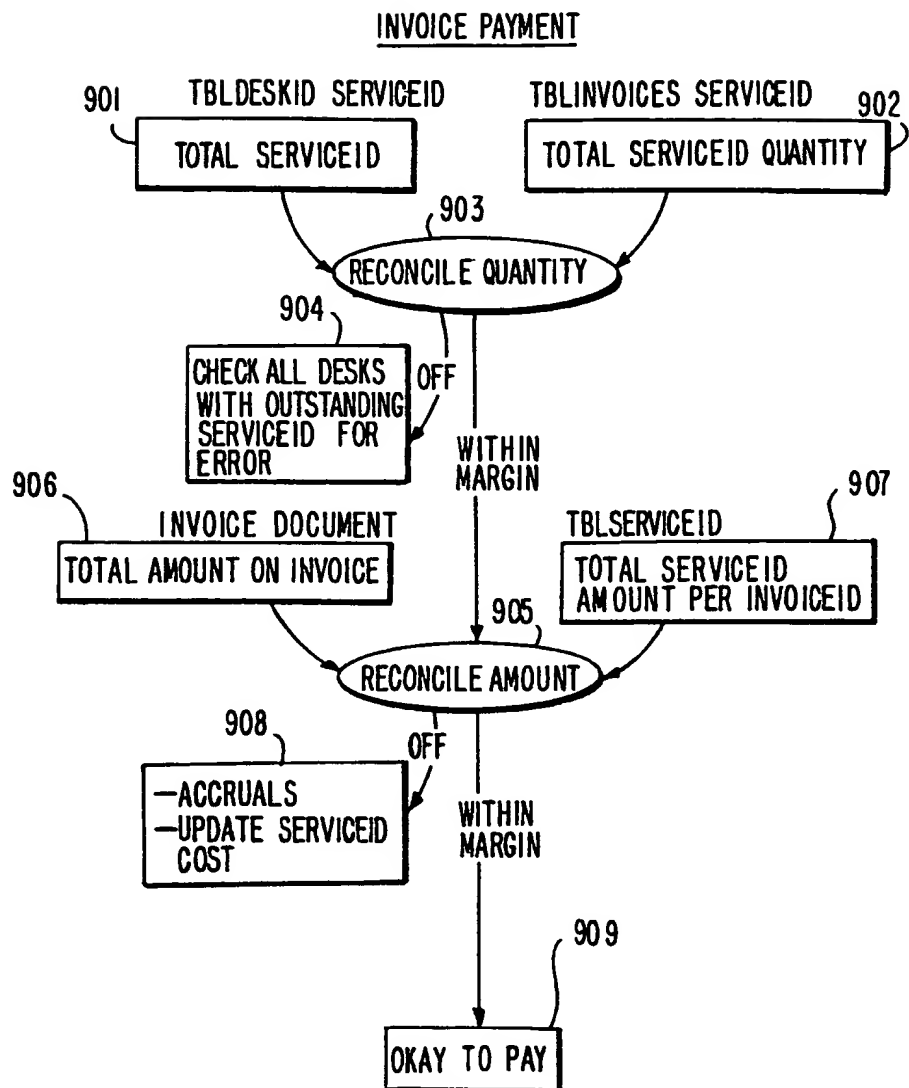 INVOICE PAYMENT
901
TBLDESKID SERVICEID
TBLINVOICES SERVICEID
902
TOTAL SERVICEID
TOTAL SERVICEID QUANTITY
903
RECONCILE QUANTITY
904
CHECK ALL DESKS
WITH OUTSTANDING
SERVICEID FOR
ERROR
OFF
WITHIN
MARGIN
906
INVOICE DOCUMENT
TOTAL AMOUNT ON INVOICE
907
TBLSERVICEID
TOTAL SERVICEID
AMOUNT PER INVOICEID
905
RECONCILE AMOUNT
908
OFF
—ACCRUALS
—UPDATE SERVICEID
COST
WITHIN
MARGIN
909
OKAY TO PAY